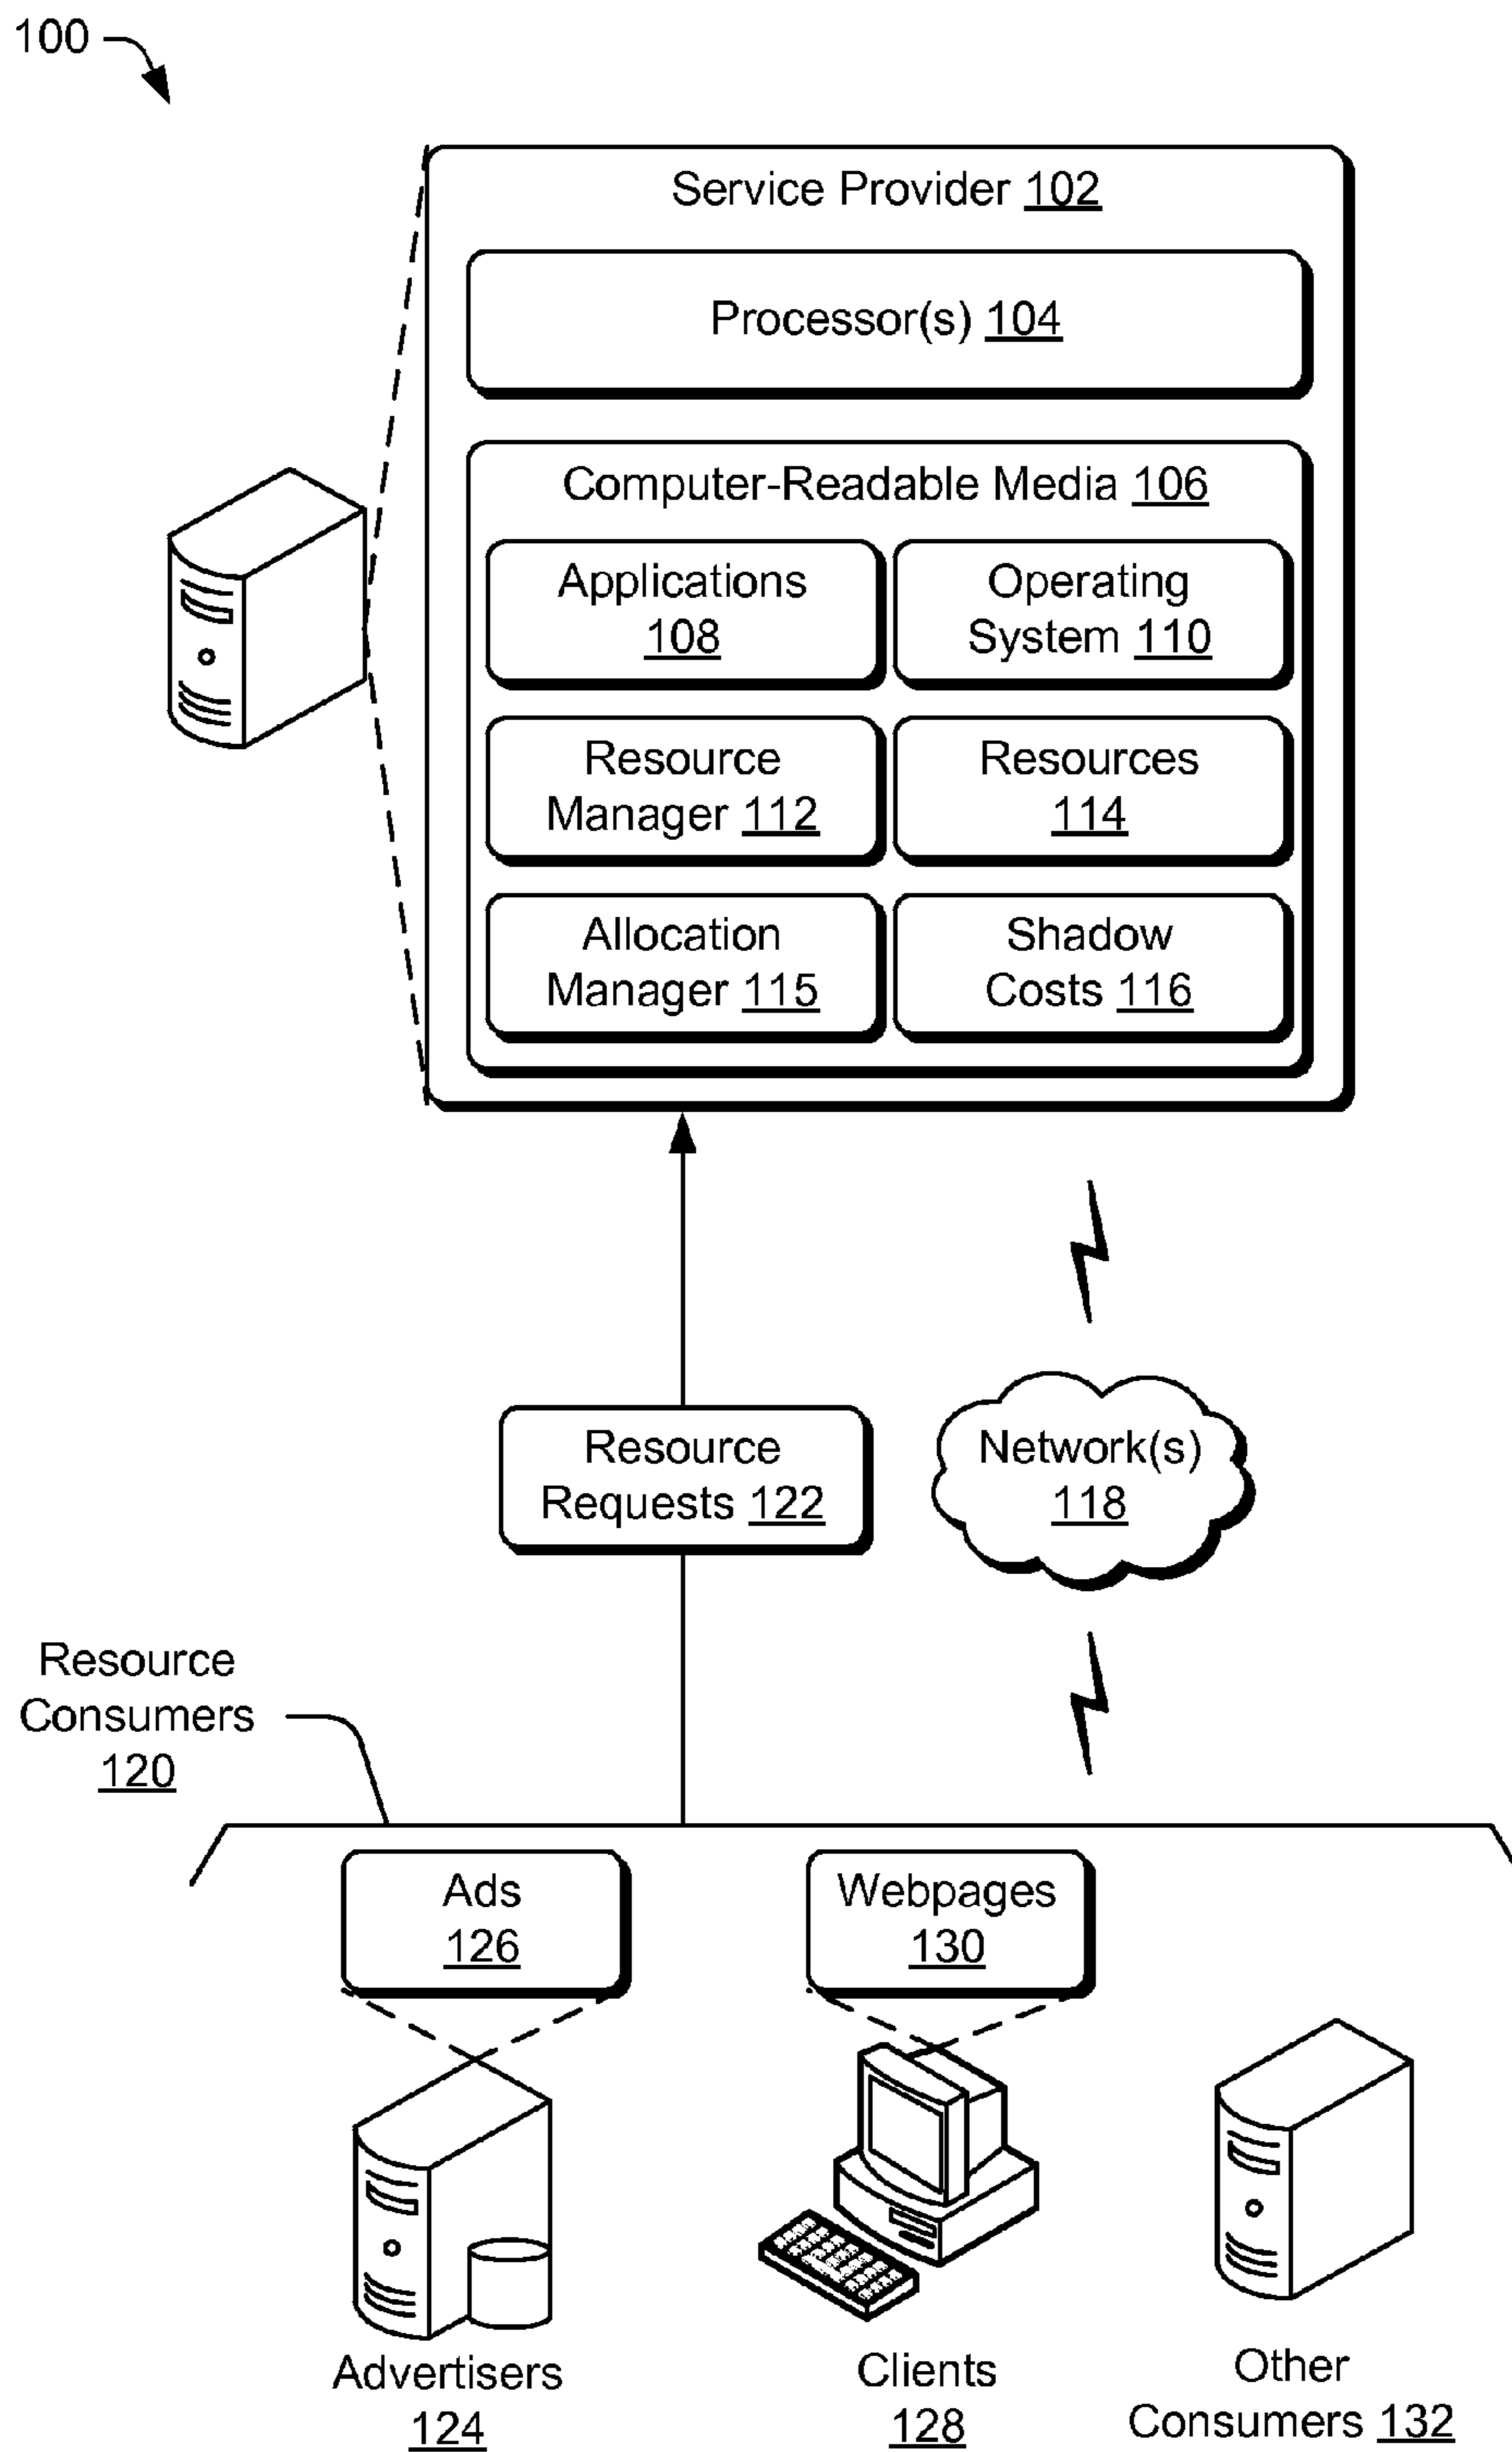 100
Service Provider 102
Processor(s) 104
Computer-Readable Media 106
Applications
108
Operating
System 110
Resource
Manager 112
Resources
114
Allocation
Manager 115
Shadow
Costs 116
Resource
Requests 122
Network(s)
118
Resource
Consumers
120
Ads
126
Webpages
130
Advertisers
124
Clients
128
Other
Consumers 132